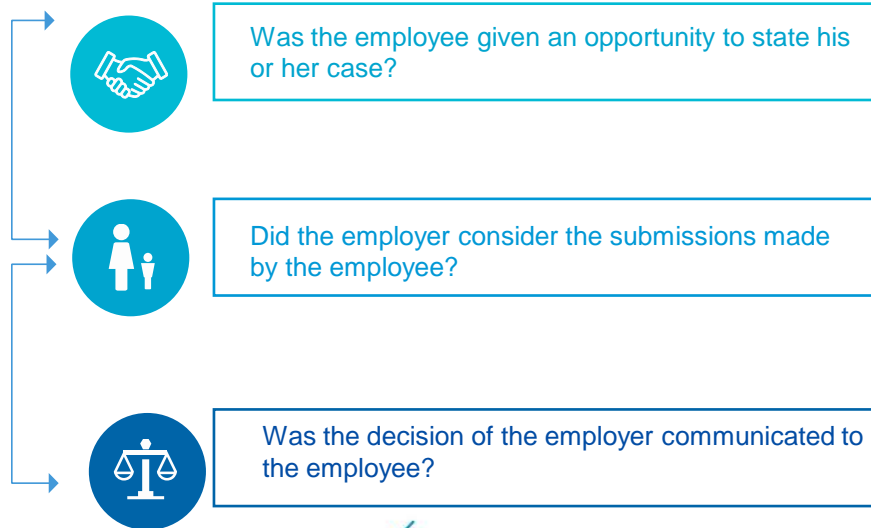 Was the employee given an opportunity to state his
or her case?
Did the employer consider the submissions made
by the employee?
Was the decision of the employer communicated to
the employee?